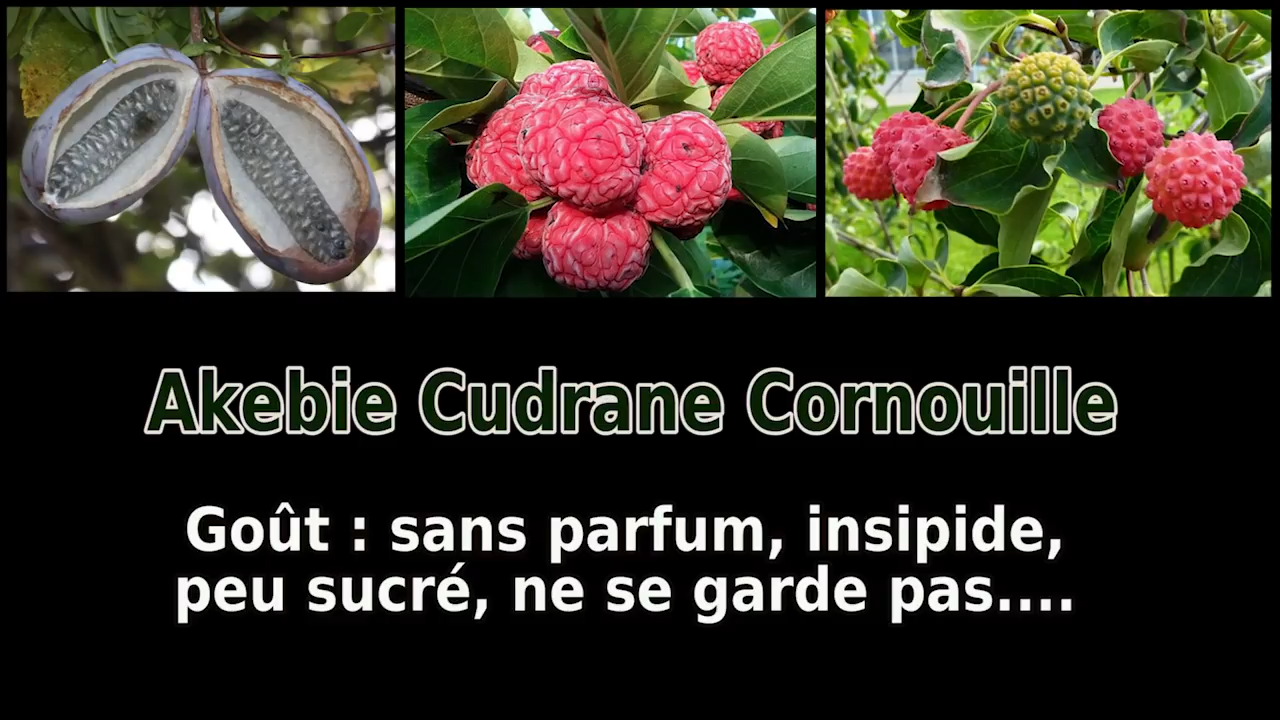 Akebie Cudrane Cornouille
Goût : sans parfum, insipide,
peu sucré, ne se garde pas....